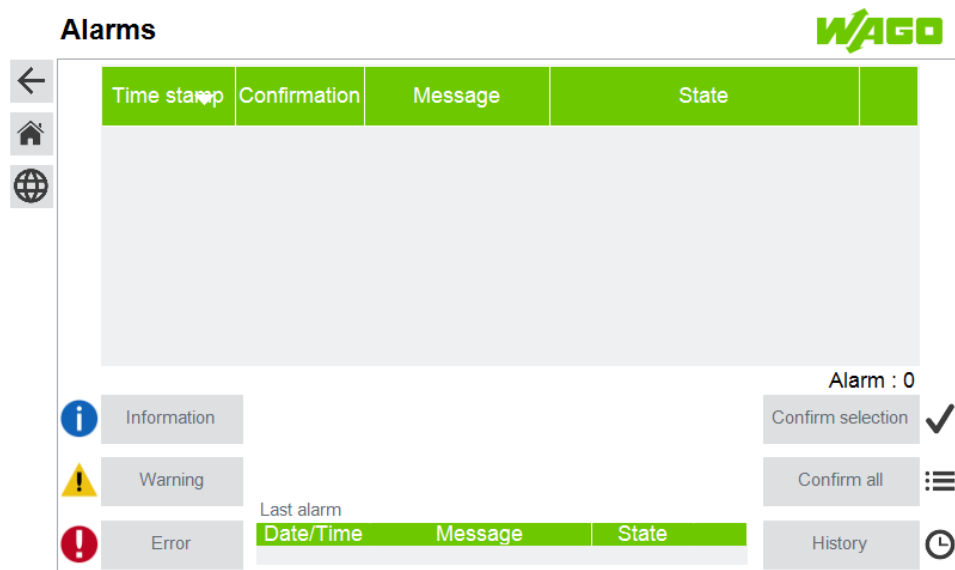 Alarms
WAGO
Time stamp Confirmation Message State
Alarm : 0
Information
Confirm selection
Warning
Confirm all
Last alarm
Date/Time Message State
Error
History